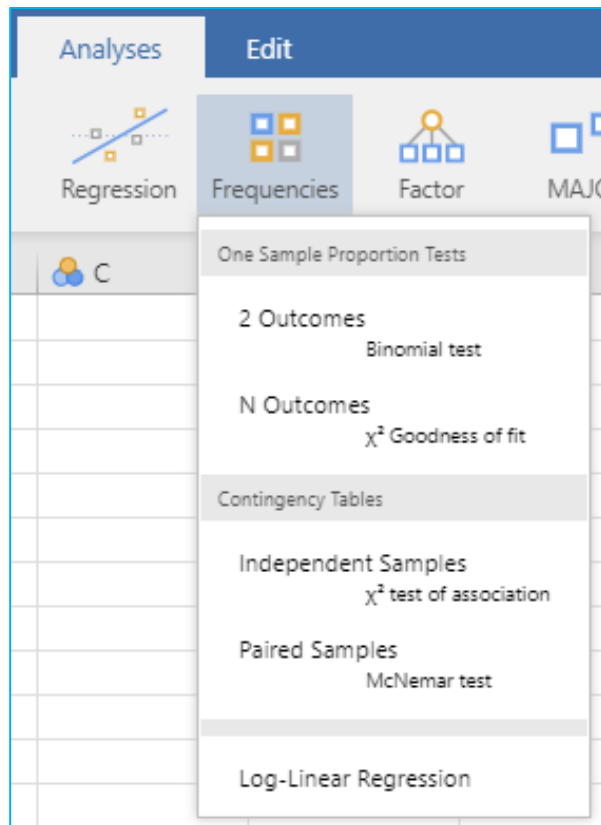 Analyses Edit
Regression Frequencies Factor
C
One Sample Proportion Tests
2 Outcomes
Binomial test
N Outcomes
χ² Goodness of fit
Contingency Tables
Independent Samples
χ² test of association
Paired Samples
McNemar test
Log-Linear Regression